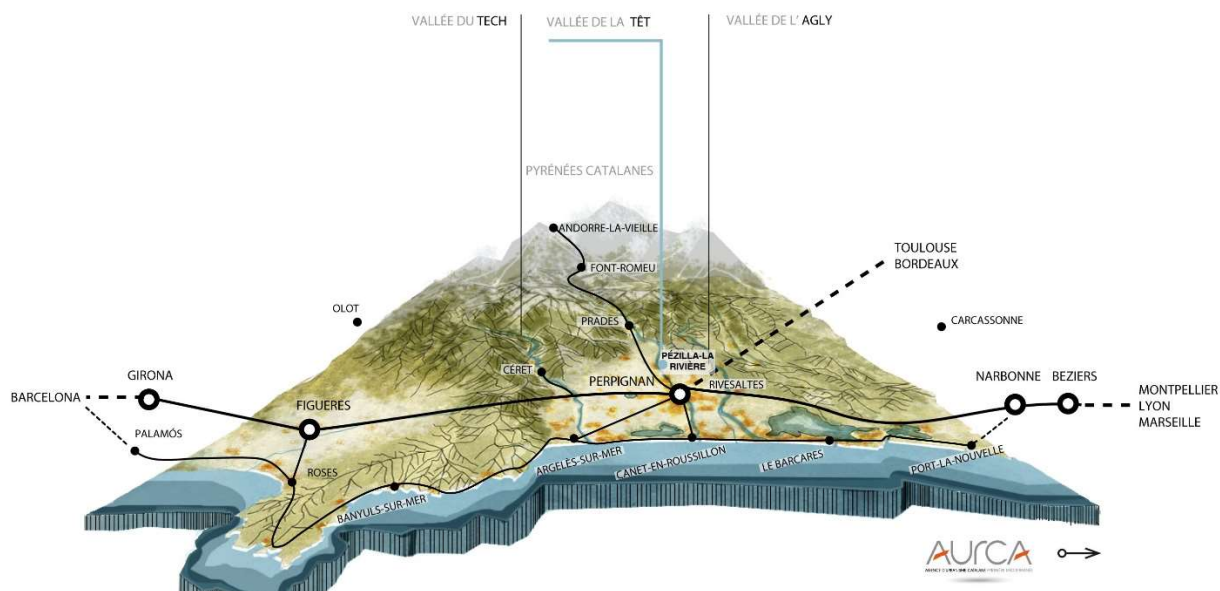 VALLÉE DU TECH
VALLÉE DE LA TÊT
VALLÉE DE L' AGLY
PYRÉNÉES CATALANES
ANDORRE-LA-VIEILLE
TOULOUSE
BORDEAUX
FONT-ROMEU
OLOT
PRADES
CARCASSONNE
PÉZILLA-LA
RIVIÈRE
CÉRET
PERPIGNAN
RIVESALTES
GIRONA
NARBONNE
BEZIERS
BARCELONA
FIGUERES
MONTPELLIER
LYON
MARSEILLE
PALAMÓS
ROSES
ARGELÈS-SUR-MER
CANET-EN-ROUSSILLON
LE BARCARES
PORT-LA-NOUVELLE
BANYULS-SUR-MER
AURCA